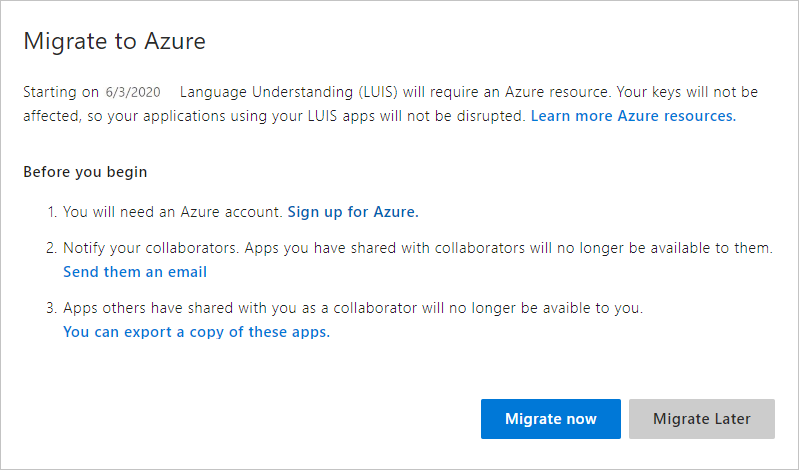 Migrate to Azure
Starting on 6/3/2020 Language Understanding (LUIS) will require an Azure resource. Your keys will not be
affected, so your applications using your LUIS apps will not be disrupted. Learn more Azure resources.
Before you begin
1. You will need an Azure account. Sign up for Azure.
2. Notify your collaborators. Apps you have shared with collaborators will no longer be available to them.
Send them an email
3. Apps others have shared with you as a collaborator will no longer be avaible to you.
You can export a copy of these apps.
Migrate now
Migrate Later